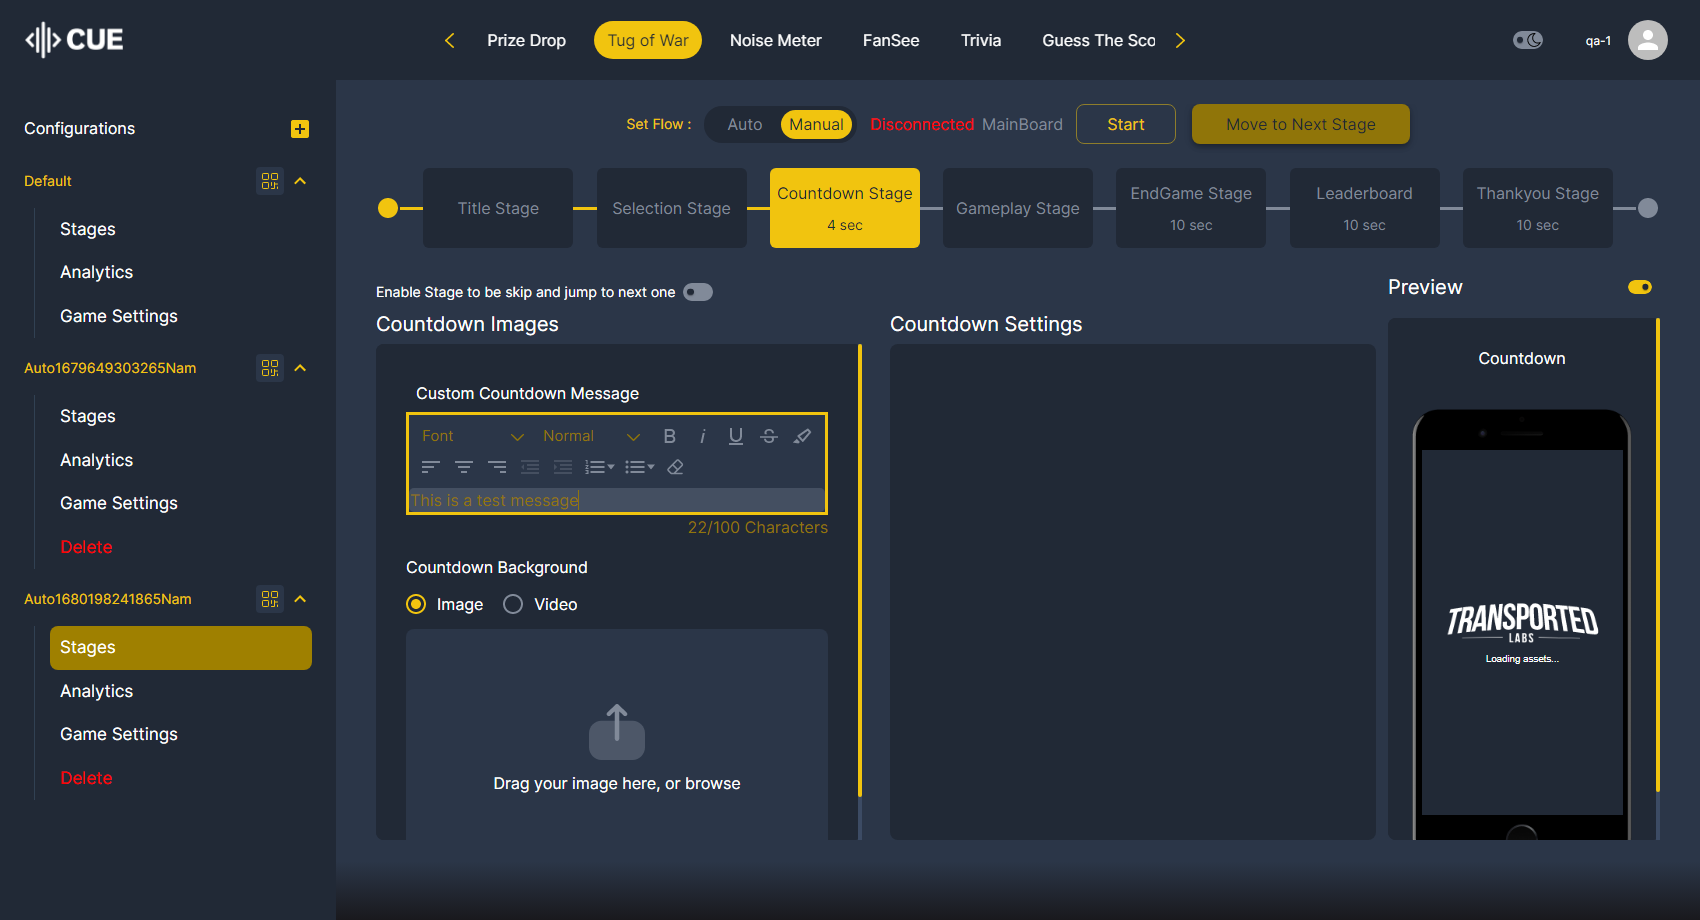 CUE
Prize Drop
Tug of War
Noise Meter
FanSee
Trivia
Guess The Sco
qa-1
Configurations
Default
Stages
Analytics
Game Settings
Auto1679649303265Nam
Stages
Analytics
Game Settings
Delete
Auto1680198241865Nam
Stages
Analytics
Game Settings
Delete
Set Flow :
Auto
Manual
Disconnected MainBoard
Start
Move to Next Stage
Title Stage
Selection Stage
Countdown Stage
4 sec
Gameplay Stage
EndGame Stage
10 sec
Leaderboard
10 sec
Thankyou Stage
10 sec
Enable Stage to be skip and jump to next one
Countdown Images
Custom Countdown Message
Font
Normal
B
i
U
S
This is a test message
22/100 Characters
Countdown Background
Image
Video
Drag your image here, or browse
Countdown Settings
Preview
Countdown
TRANSPORTED
LABS
Loading assets...